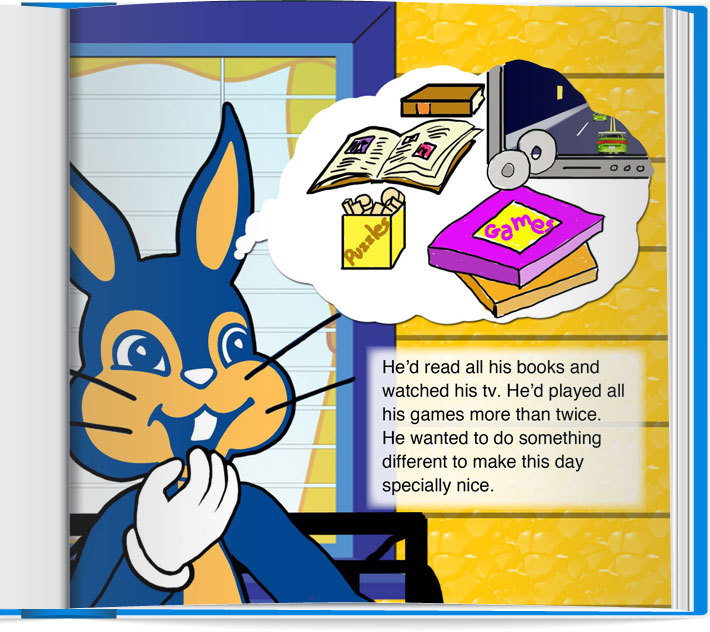 Puzzles
Games
He'd read all his books and
watched his tv. He'd played all
his games more than twice.
He wanted to do something
different to make this day
specially nice.